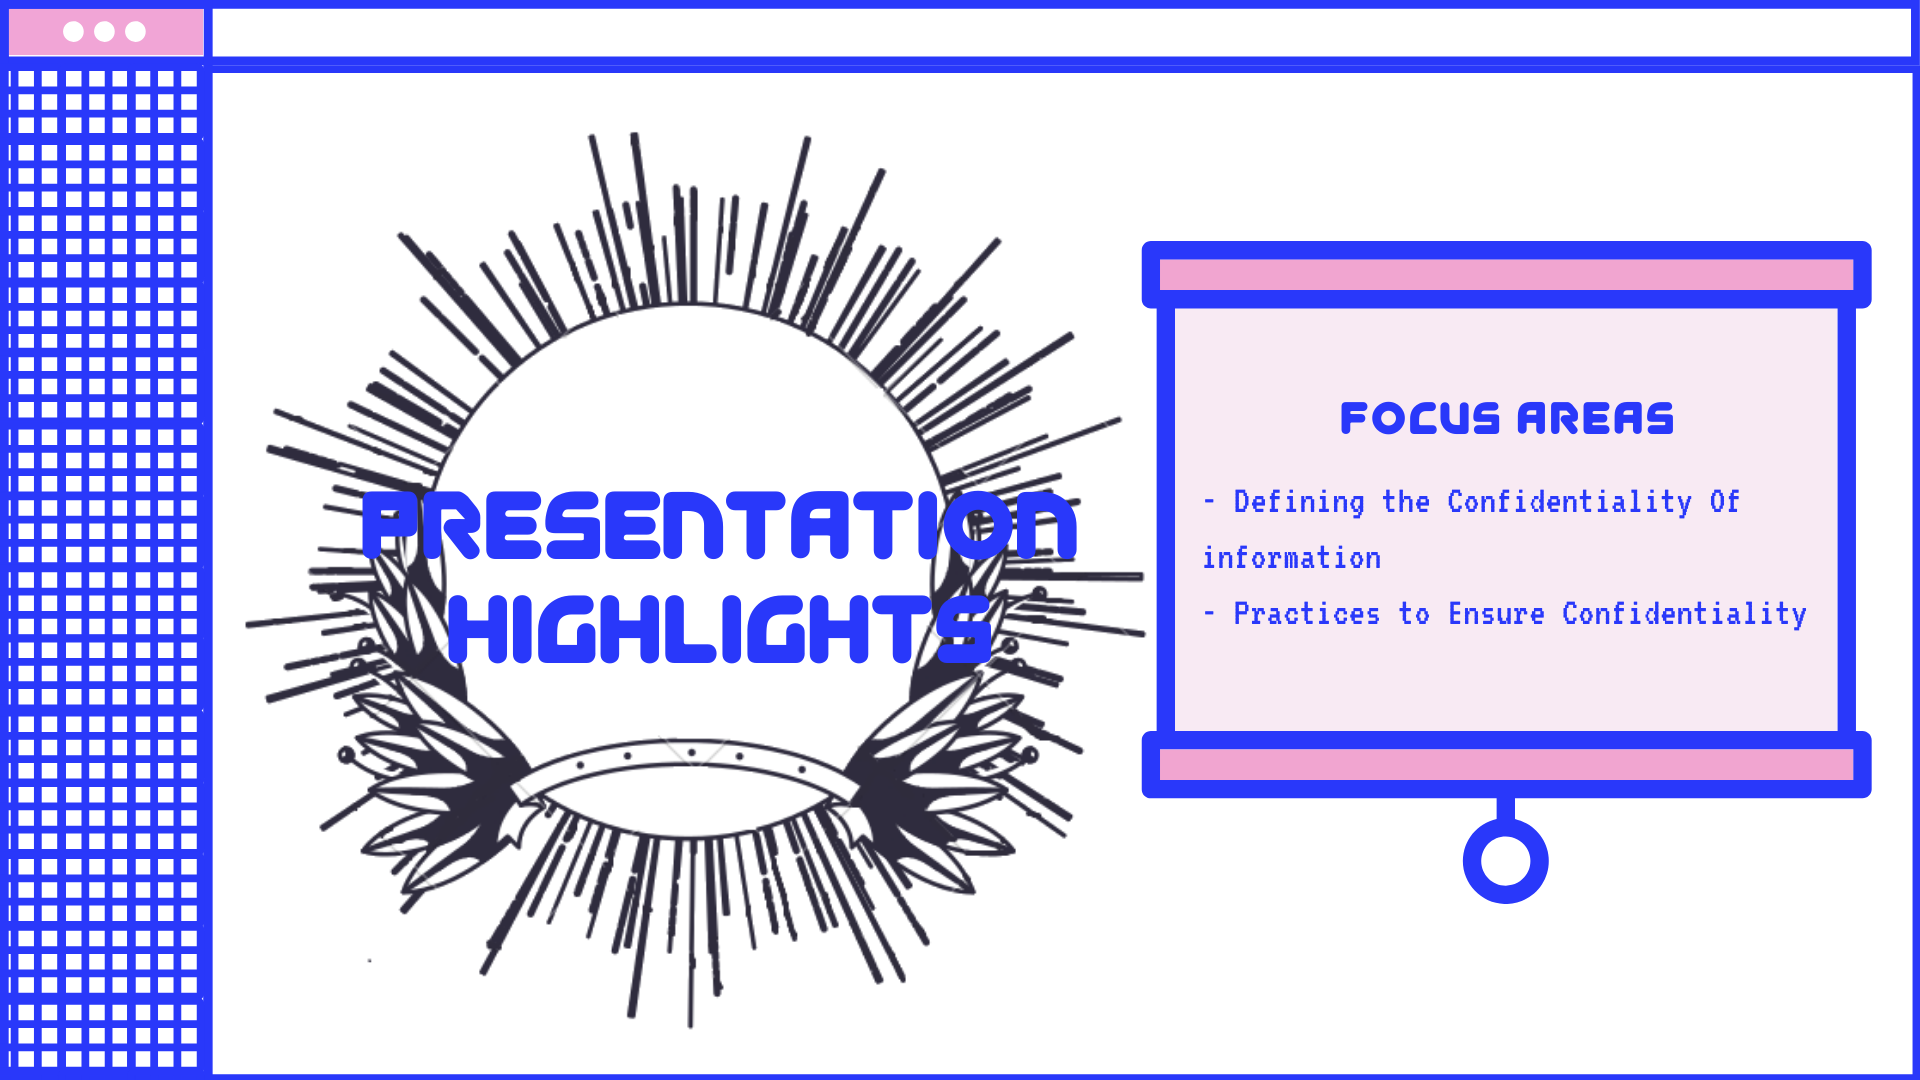 PRESENTATION
HIGHLIGHTS
FOCUS AREAS
- Defining the Confidentiality Of
information
- Practices to Ensure Confidentiality